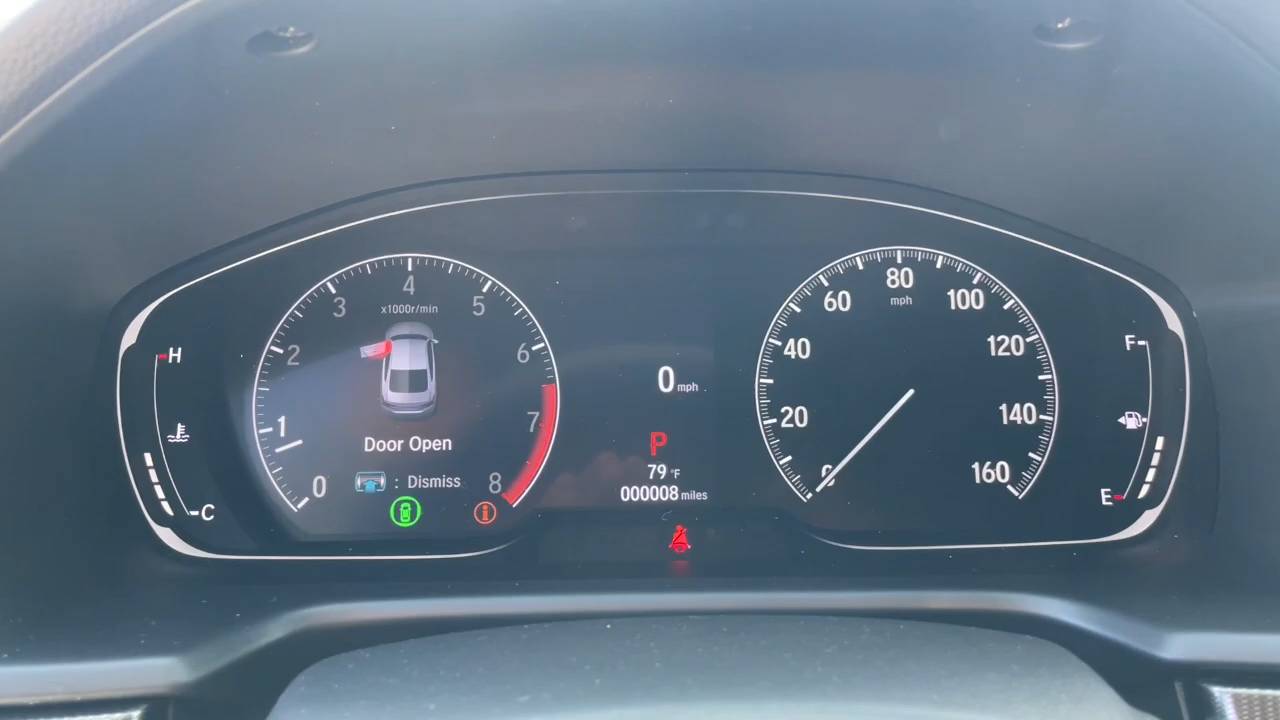 H
C
0
1
2
3
4
5
6
7
8
x1000r/min
Door Open
: Dismiss
0 mph
P
79 °F
000008 miles
0
20
40
60
80
100
120
140
160
mph
F
E